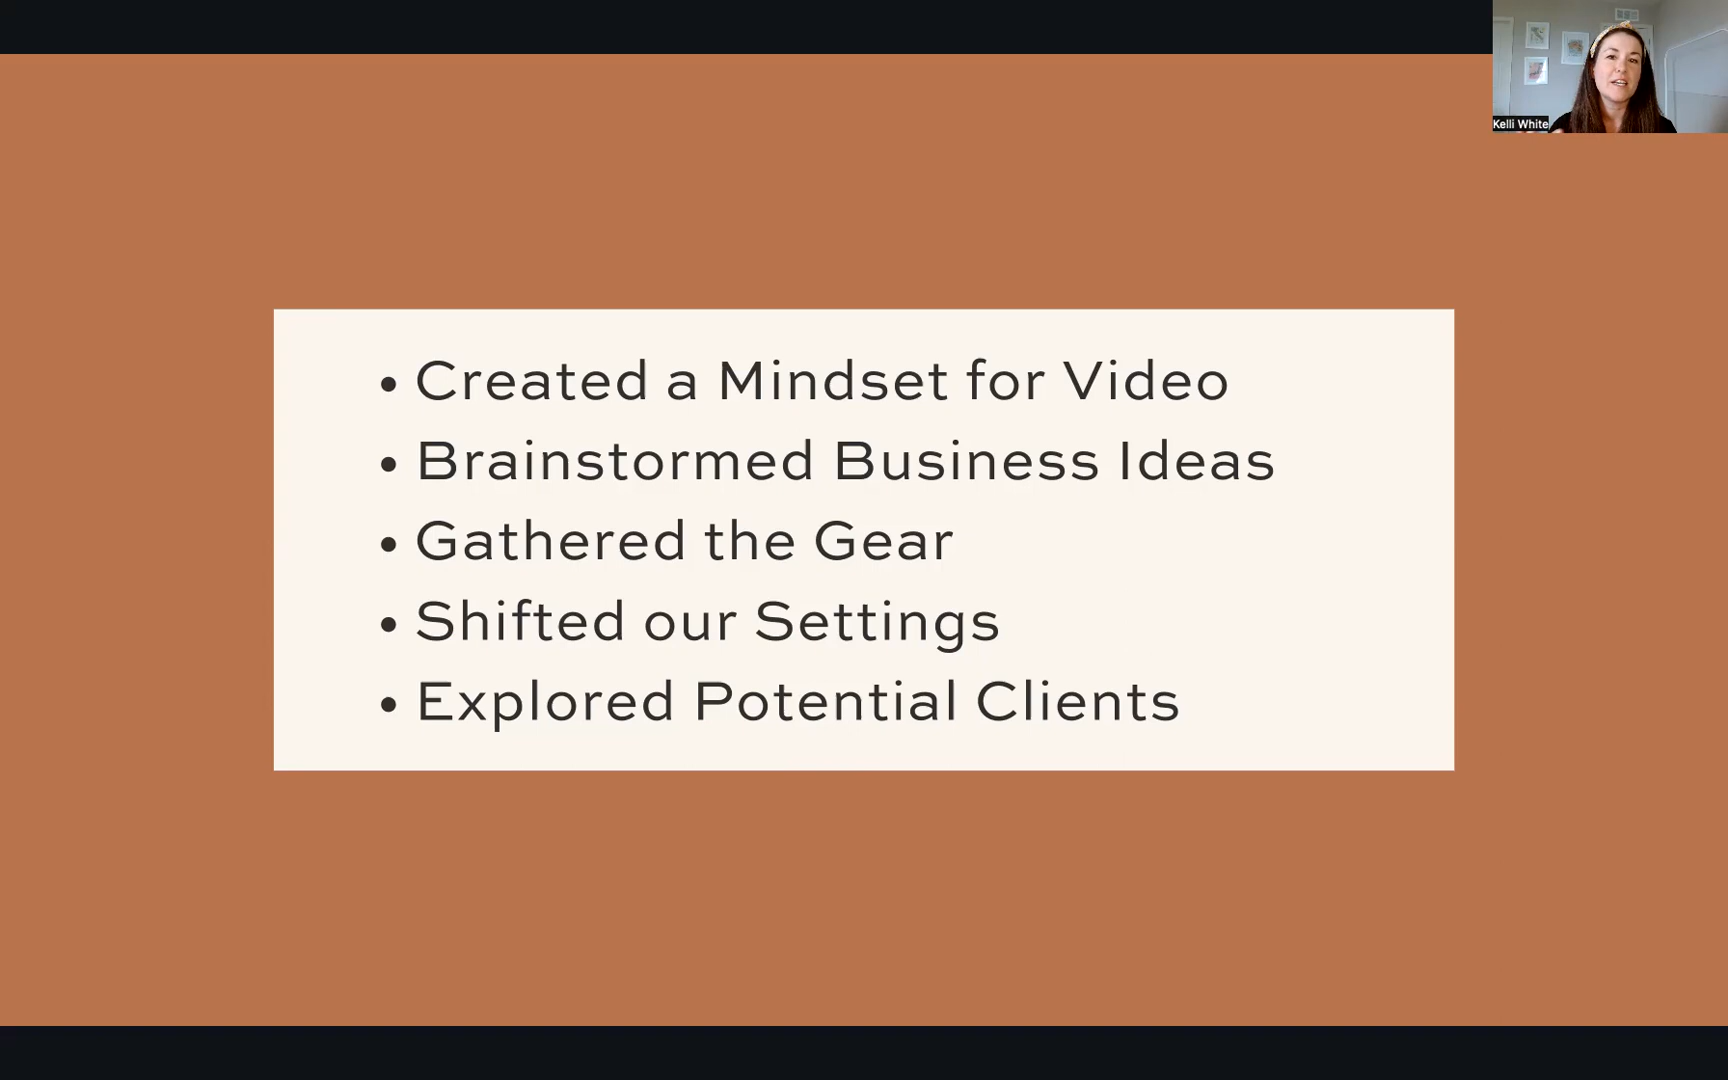 Kelli White
• Created a Mindset for Video
• Brainstormed Business Ideas
• Gathered the Gear
• Shifted our Settings
• Explored Potential Clients